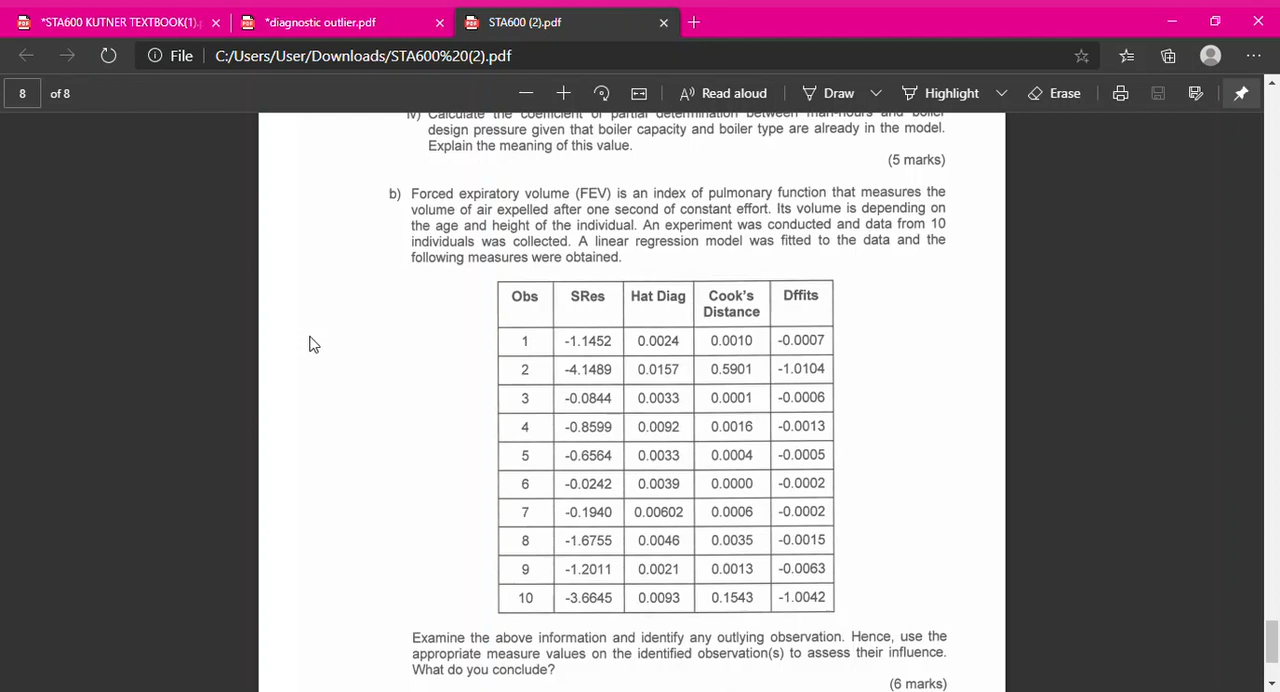 *STA600 KUTNER TEXTBOOK(1).
*diagnostic outlier.pdf
STA600 (2).pdf
File C:/Users/User/Downloads/STA600%20(2).pdf
8 of 8 Read aloud Draw Highlight Erase
iv) Calculate the coefficient of partial determination between man-hours and boiler
design pressure given that boiler capacity and boiler type are already in the model.
Explain the meaning of this value.
(5 marks)
b) Forced expiratory volume (FEV) is an index of pulmonary function that measures the
volume of air expelled after one second of constant effort. Its volume is depending on
the age and height of the individual. An experiment was conducted and data from 10
individuals was collected. A linear regression model was fitted to the data and the
following measures were obtained.
Obs SRes Hat Diag Cook's Distance Dffits
1 -1.1452 0.0024 0.0010 -0.0007
2 -4.1489 0.0157 0.5901 -1.0104
3 -0.0844 0.0033 0.0001 -0.0006
4 -0.8599 0.0092 0.0016 -0.0013
5 -0.6564 0.0033 0.0004 -0.0005
6 -0.0242 0.0039 0.0000 -0.0002
7 -0.1940 0.00602 0.0006 -0.0002
8 -1.6755 0.0046 0.0035 -0.0015
9 -1.2011 0.0021 0.0013 -0.0063
10 -3.6645 0.0093 0.1543 -1.0042
Examine the above information and identify any outlying observation. Hence, use the
appropriate measure values on the identified observation(s) to assess their influence.
What do you conclude?
(6 marks)